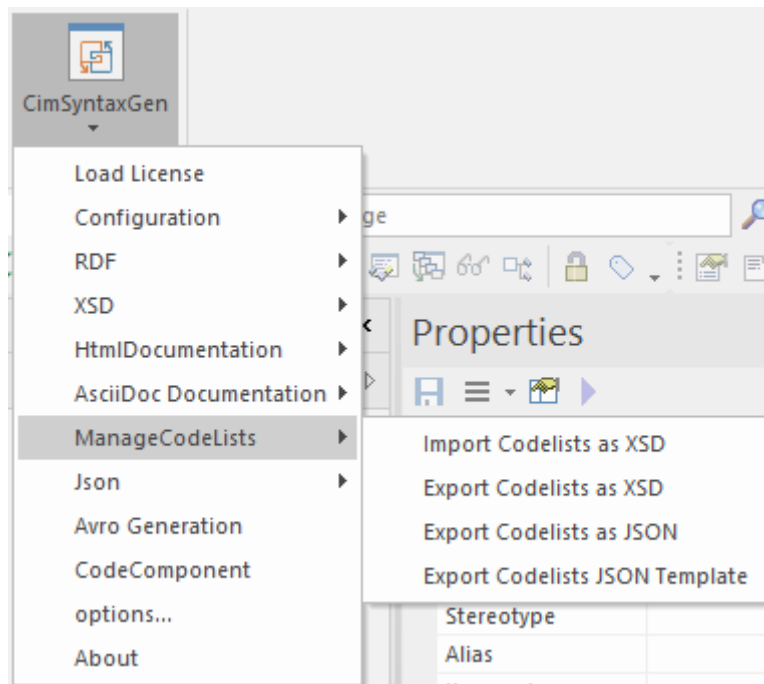 CimSyntaxGen
Load License
Configuration
ge
RDF
XSD
HtmlDocumentation
Properties
AsciiDoc Documentation
ManageCodeLists
Import Codelists as XSD
Json
Export Codelists as XSD
Avro Generation
Export Codelists as JSON
CodeComponent
Export Codelists JSON Template
options...
Stereotype
About
Alias